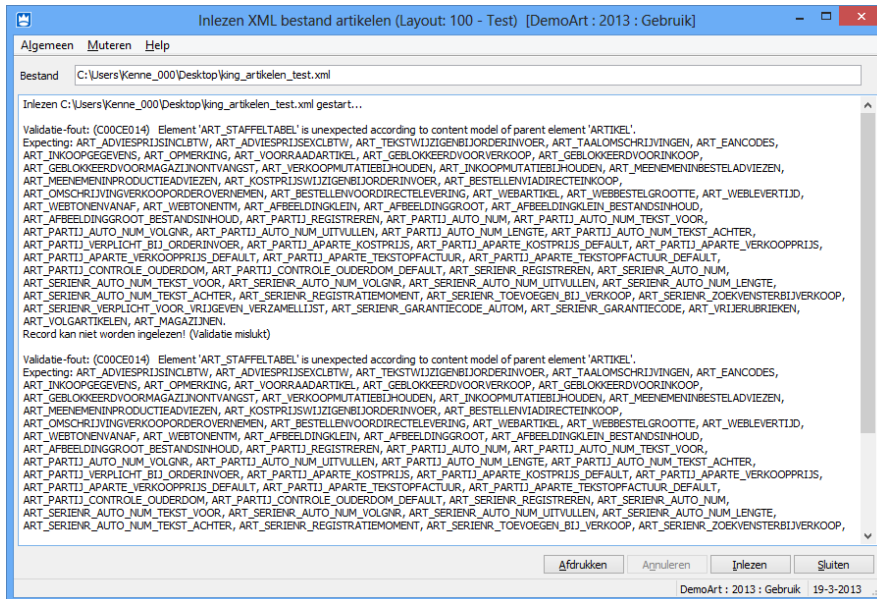 Inlezen XML bestand artikelen (Layout: 100 - Test) [DemoArt : 2013 : Gebruik]
Algemeen Muteren Help
Bestand C:\Users\Kenne_000\Desktop\king_artikelen_test.xml
Inlezen C:\Users\Kenne_000\Desktop\king_artikelen_test.xml gestart...
Validatie-fout: (C00CE014) Element 'ART_STAFFELTABEL' is unexpected according to content model of parent element 'ARTIKEL'.
Expecting: ART_ADVIESPRIJSINCLBTW, ART_ADVIESPRIJSEXCLBTW, ART_TEKSTWIJZIGENBIJORDERINVOER, ART_TAALOMSCHRIJVINGEN, ART_EANCODES,
ART_INKOOPGEGEVENS, ART_OPMERKING, ART_VOORRAADARTIKEL, ART_GEBLOKKEERDVOORVERKOOP, ART_GEBLOKKEERDVOORINKOOP,
ART_GEBLOKKEERDVOORMAGAZIJNONTVANGST, ART_VERKOOPMUTATIEBIJHOUDEN, ART_INKOOPMUTATIEBIJHOUDEN, ART_MEENEMENINBESTELADVIEZEN,
ART_MEENEMENINPRODUCTIEADVIEZEN, ART_KOSTPRIJSWIJZIGENBIJORDERINVOER, ART_BESTELLENVIADIRECTEINKOOP,
ART_OMSCHRIJVINGVERKOOPORDEROVERNEMEN, ART_BESTELLENVOORDIRECTELEVERING, ART_WEBARTIKEL, ART_WEBBESTELGROOTTE, ART_WEBLEVERTIJD,
ART_WEBTONENVANAF, ART_WEBTONENTM, ART_AFBEELDINGKLEIN, ART_AFBEELDINGGROOT, ART_AFBEELDINGKLEIN_BESTANDSINHOUD,
ART_AFBEELDINGGROOT_BESTANDSINHOUD, ART_PARTIJ_REGISTREREN, ART_PARTIJ_AUTO_NUM, ART_PARTIJ_AUTO_NUM_TEKST_VOOR,
ART_PARTIJ_AUTO_NUM_VOLGNR, ART_PARTIJ_AUTO_NUM_UITVULLEN, ART_PARTIJ_AUTO_NUM_LENGTE, ART_PARTIJ_AUTO_NUM_TEKST_ACHTER,
ART_PARTIJ_VERPLICHT_BIJ_ORDERINVOER, ART_PARTIJ_APARTE_KOSTPRIJS, ART_PARTIJ_APARTE_KOSTPRIJS_DEFAULT, ART_PARTIJ_APARTE_VERKOOPPRIJS,
ART_PARTIJ_APARTE_VERKOOPPRIJS_DEFAULT, ART_PARTIJ_APARTE_TEKSTOPFACTUUR, ART_PARTIJ_APARTE_TEKSTOPFACTUUR_DEFAULT,
ART_PARTIJ_CONTROLE_OUDERDOM, ART_PARTIJ_CONTROLE_OUDERDOM_DEFAULT, ART_SERIENR_REGISTREREN, ART_SERIENR_AUTO_NUM,
ART_SERIENR_AUTO_NUM_TEKST_VOOR, ART_SERIENR_AUTO_NUM_VOLGNR, ART_SERIENR_AUTO_NUM_UITVULLEN, ART_SERIENR_AUTO_NUM_LENGTE,
ART_SERIENR_AUTO_NUM_TEKST_ACHTER, ART_SERIENR_REGISTRATIEMOMENT, ART_SERIENR_TOEVOEGEN_BIJ_VERKOOP, ART_SERIENR_ZOEKVENSTERBIJVERKOOP,
ART_SERIENR_VERPLICHT_VOOR_VRIJGEVEN_VERZAMELLIJST, ART_SERIENR_GARANTIECODE_AUTOM, ART_SERIENR_GARANTIECODE, ART_VRIJERUBRIEKEN,
ART_VOLGARTIKELEN, ART_MAGAZIJNEN.
Record kan niet worden ingelezen! (Validatie mislukt)
Validatie-fout: (C00CE014) Element 'ART_STAFFELTABEL' is unexpected according to content model of parent element 'ARTIKEL'.
Expecting: ART_ADVIESPRIJSINCLBTW, ART_ADVIESPRIJSEXCLBTW, ART_TEKSTWIJZIGENBIJORDERINVOER, ART_TAALOMSCHRIJVINGEN, ART_EANCODES,
ART_INKOOPGEGEVENS, ART_OPMERKING, ART_VOORRAADARTIKEL, ART_GEBLOKKEERDVOORVERKOOP, ART_GEBLOKKEERDVOORINKOOP,
ART_GEBLOKKEERDVOORMAGAZIJNONTVANGST, ART_VERKOOPMUTATIEBIJHOUDEN, ART_INKOOPMUTATIEBIJHOUDEN, ART_MEENEMENINBESTELADVIEZEN,
ART_MEENEMENINPRODUCTIEADVIEZEN, ART_KOSTPRIJSWIJZIGENBIJORDERINVOER, ART_BESTELLENVIADIRECTEINKOOP,
ART_OMSCHRIJVINGVERKOOPORDEROVERNEMEN, ART_BESTELLENVOORDIRECTELEVERING, ART_WEBARTIKEL, ART_WEBBESTELGROOTTE, ART_WEBLEVERTIJD,
ART_WEBTONENVANAF, ART_WEBTONENTM, ART_AFBEELDINGKLEIN, ART_AFBEELDINGGROOT, ART_AFBEELDINGKLEIN_BESTANDSINHOUD,
ART_AFBEELDINGGROOT_BESTANDSINHOUD, ART_PARTIJ_REGISTREREN, ART_PARTIJ_AUTO_NUM, ART_PARTIJ_AUTO_NUM_TEKST_VOOR,
ART_PARTIJ_AUTO_NUM_VOLGNR, ART_PARTIJ_AUTO_NUM_UITVULLEN, ART_PARTIJ_AUTO_NUM_LENGTE, ART_PARTIJ_AUTO_NUM_TEKST_ACHTER,
ART_PARTIJ_VERPLICHT_BIJ_ORDERINVOER, ART_PARTIJ_APARTE_KOSTPRIJS, ART_PARTIJ_APARTE_KOSTPRIJS_DEFAULT, ART_PARTIJ_APARTE_VERKOOPPRIJS,
ART_PARTIJ_APARTE_VERKOOPPRIJS_DEFAULT, ART_PARTIJ_APARTE_TEKSTOPFACTUUR, ART_PARTIJ_APARTE_TEKSTOPFACTUUR_DEFAULT,
ART_PARTIJ_CONTROLE_OUDERDOM, ART_PARTIJ_CONTROLE_OUDERDOM_DEFAULT, ART_SERIENR_REGISTREREN, ART_SERIENR_AUTO_NUM,
ART_SERIENR_AUTO_NUM_TEKST_VOOR, ART_SERIENR_AUTO_NUM_VOLGNR, ART_SERIENR_AUTO_NUM_UITVULLEN, ART_SERIENR_AUTO_NUM_LENGTE,
ART_SERIENR_AUTO_NUM_TEKST_ACHTER, ART_SERIENR_REGISTRATIEMOMENT, ART_SERIENR_TOEVOEGEN_BIJ_VERKOOP, ART_SERIENR_ZOEKVENSTERBIJVERKOOP,
Afdrukken Annuleren Inlezen Sluiten
DemoArt : 2013 : Gebruik 19-3-2013